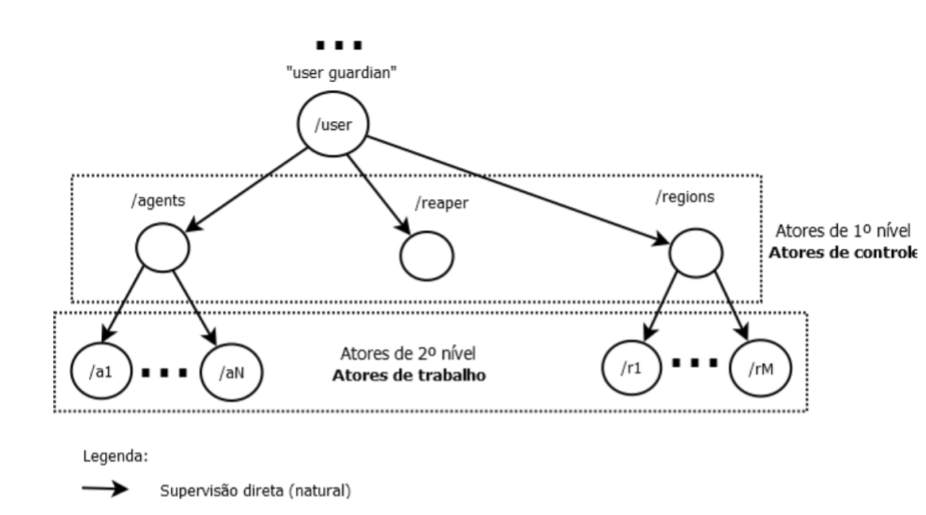 "user guardian"
/user
/agents
/reaper
/regions
Atores de 1º nível
Atores de controle
/a1
/aN
Atores de 2º nível
Atores de trabalho
/r1
/rM
Legenda:
Supervisão direta (natural)